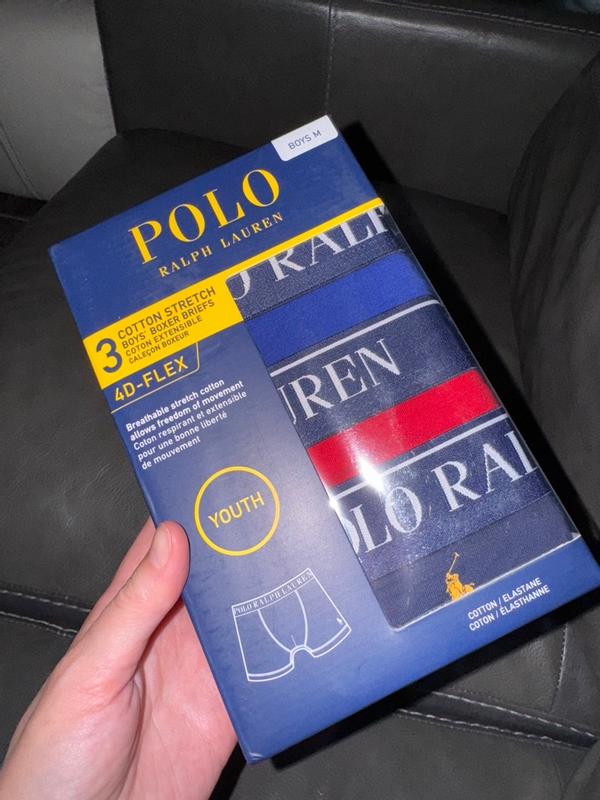 BOYS M
POLO
RALPH LAUREN
3
COTTON STRETCH
BOYS' BOXER BRIEFS
COTON EXTENSIBLE
CALEÇON BOXEUR
4D-FLEX
Breathable stretch cotton
allows freedom of movement
Coton respirant et extensible
pour une bonne liberté
de mouvement
YOUTH
POLO RALPH LAUREN
O RALP
UREN
OLO RAL
COTTON / ELASTANE
COTON / ÉLASTHANNE